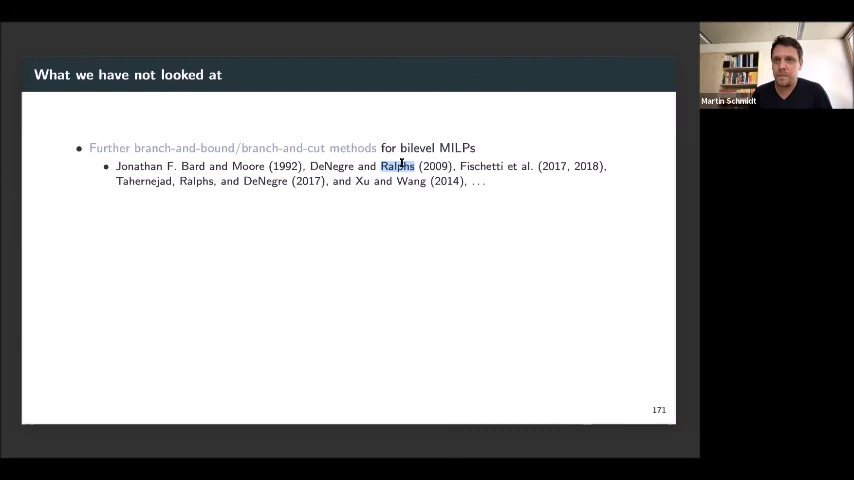 What we have not looked at
Martin Schmidt
Further branch-and-bound/branch-and-cut methods for bilevel MILPs
Jonathan F. Bard and Moore (1992), DeNegre and Ralphs (2009), Fischetti et al. (2017, 2018),
Tahernejad, Ralphs, and DeNegre (2017), and Xu and Wang (2014), ...
171